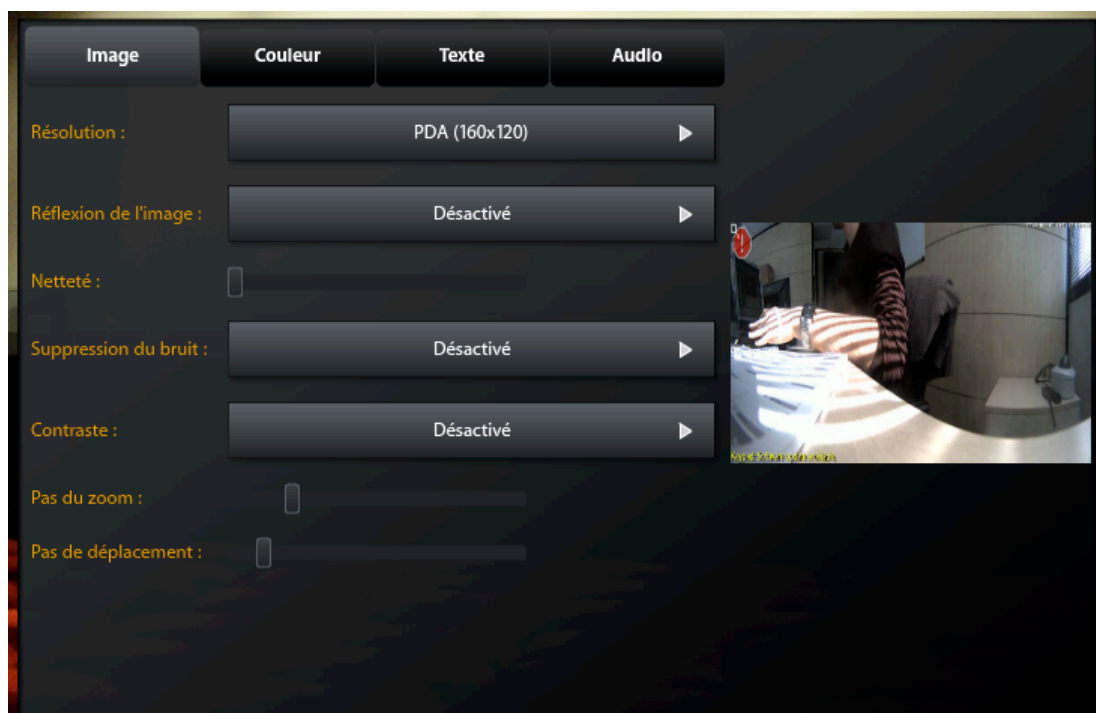 Image
Couleur
Texte
Audio
Résolution :
PDA (160x120)
Réflexion de l'image :
Désactivé
Netteté :
Suppression du bruit :
Désactivé
Contraste :
Désactivé
Pas du zoom :
Pas de déplacement :